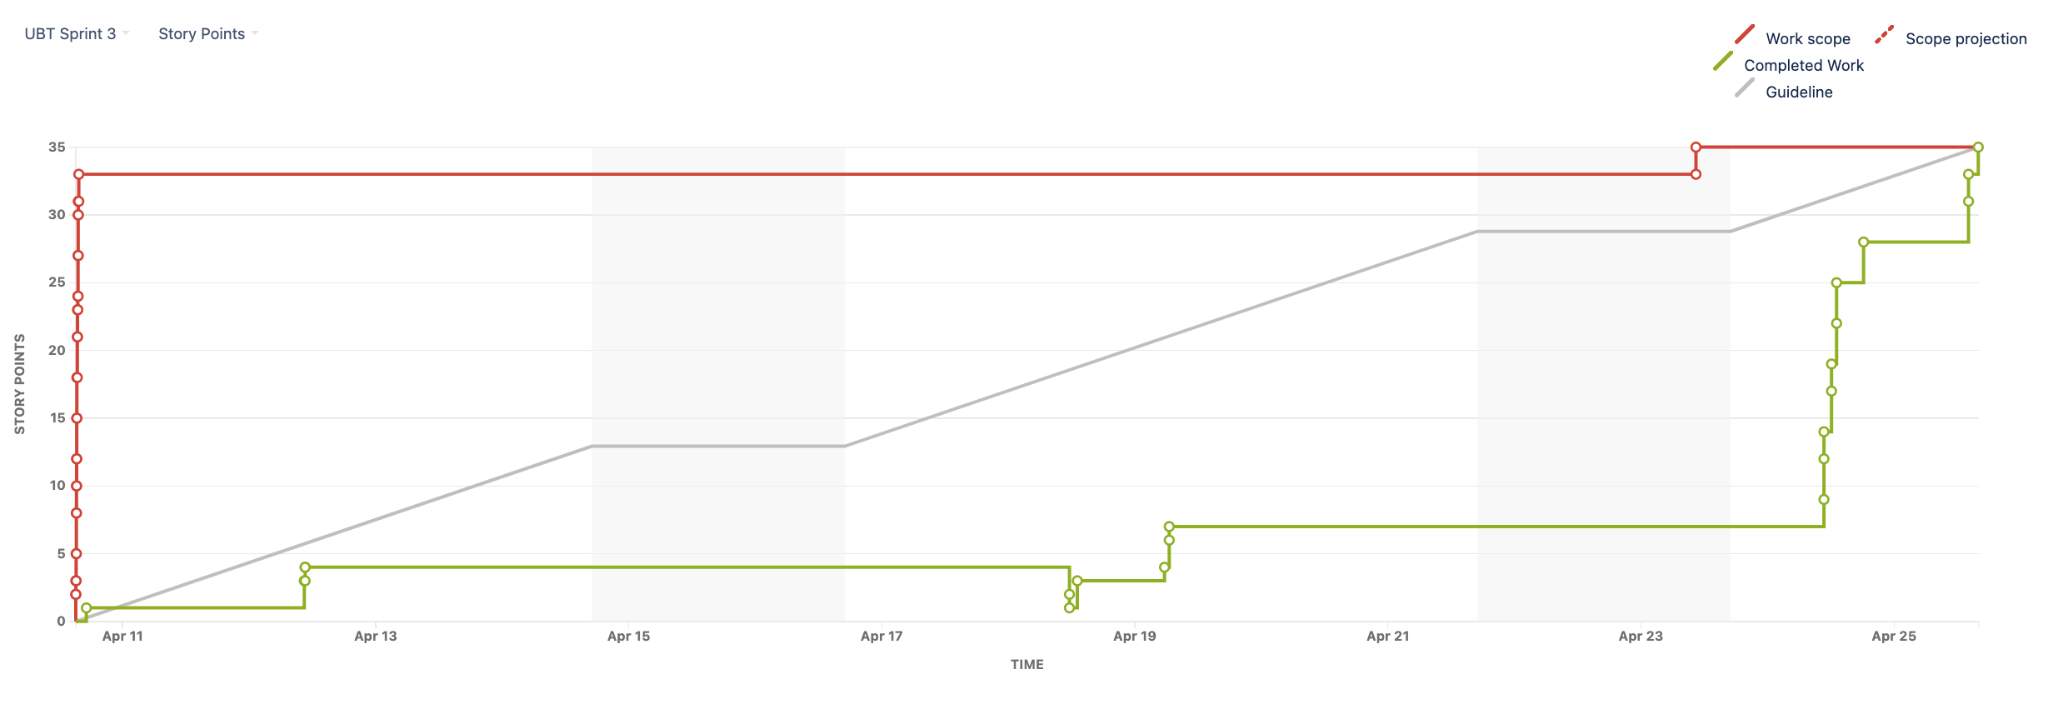 UBT Sprint 3 Story Points
Work scope Scope projection
Completed Work
Guideline
STORY POINTS
35
30
25
20
15
10
5
0
Apr 11 Apr 13 Apr 15 Apr 17 Apr 19 Apr 21 Apr 23 Apr 25
TIME